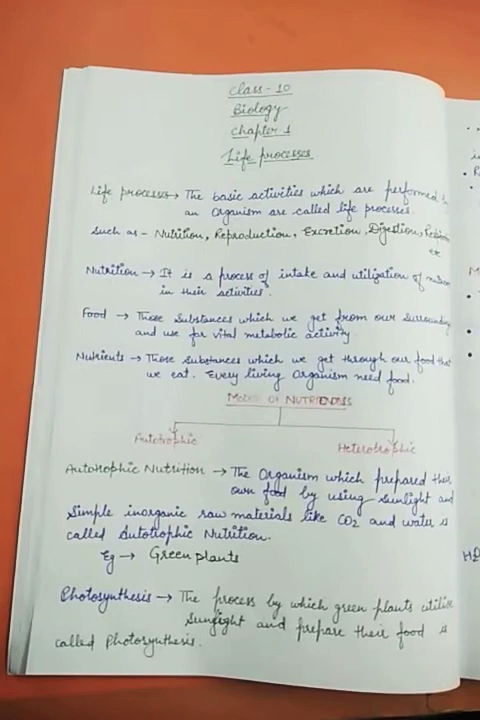 Class - 10
Biology
Chapter 1
Life processes
Life processes → The basic activities which are performed by
an Organism are called life processes.
Such as - Nutrition, Reproduction, Excretion, Digestion,
Nutrition → It is a process of intake and utilization of
in their activities.
Food → Those Substances which we get from our surrounding
and use for vital metabolic activity.
Nutrients → Those substances which we get through our food that
we eat. Every living Organism need food.
MODES OF
Autotrophic
Heterotrophic
Autotrophic Nutrition → The Organism which prepared their
own food by using sunlight and
Simple inorganic raw materials like CO2 and water is
called Autotrophic Nutrition.
Eg → Green plants
Photosynthesis → The process by which green plants utilise
Sunlight and prepare their food is
called Photosynthesis.